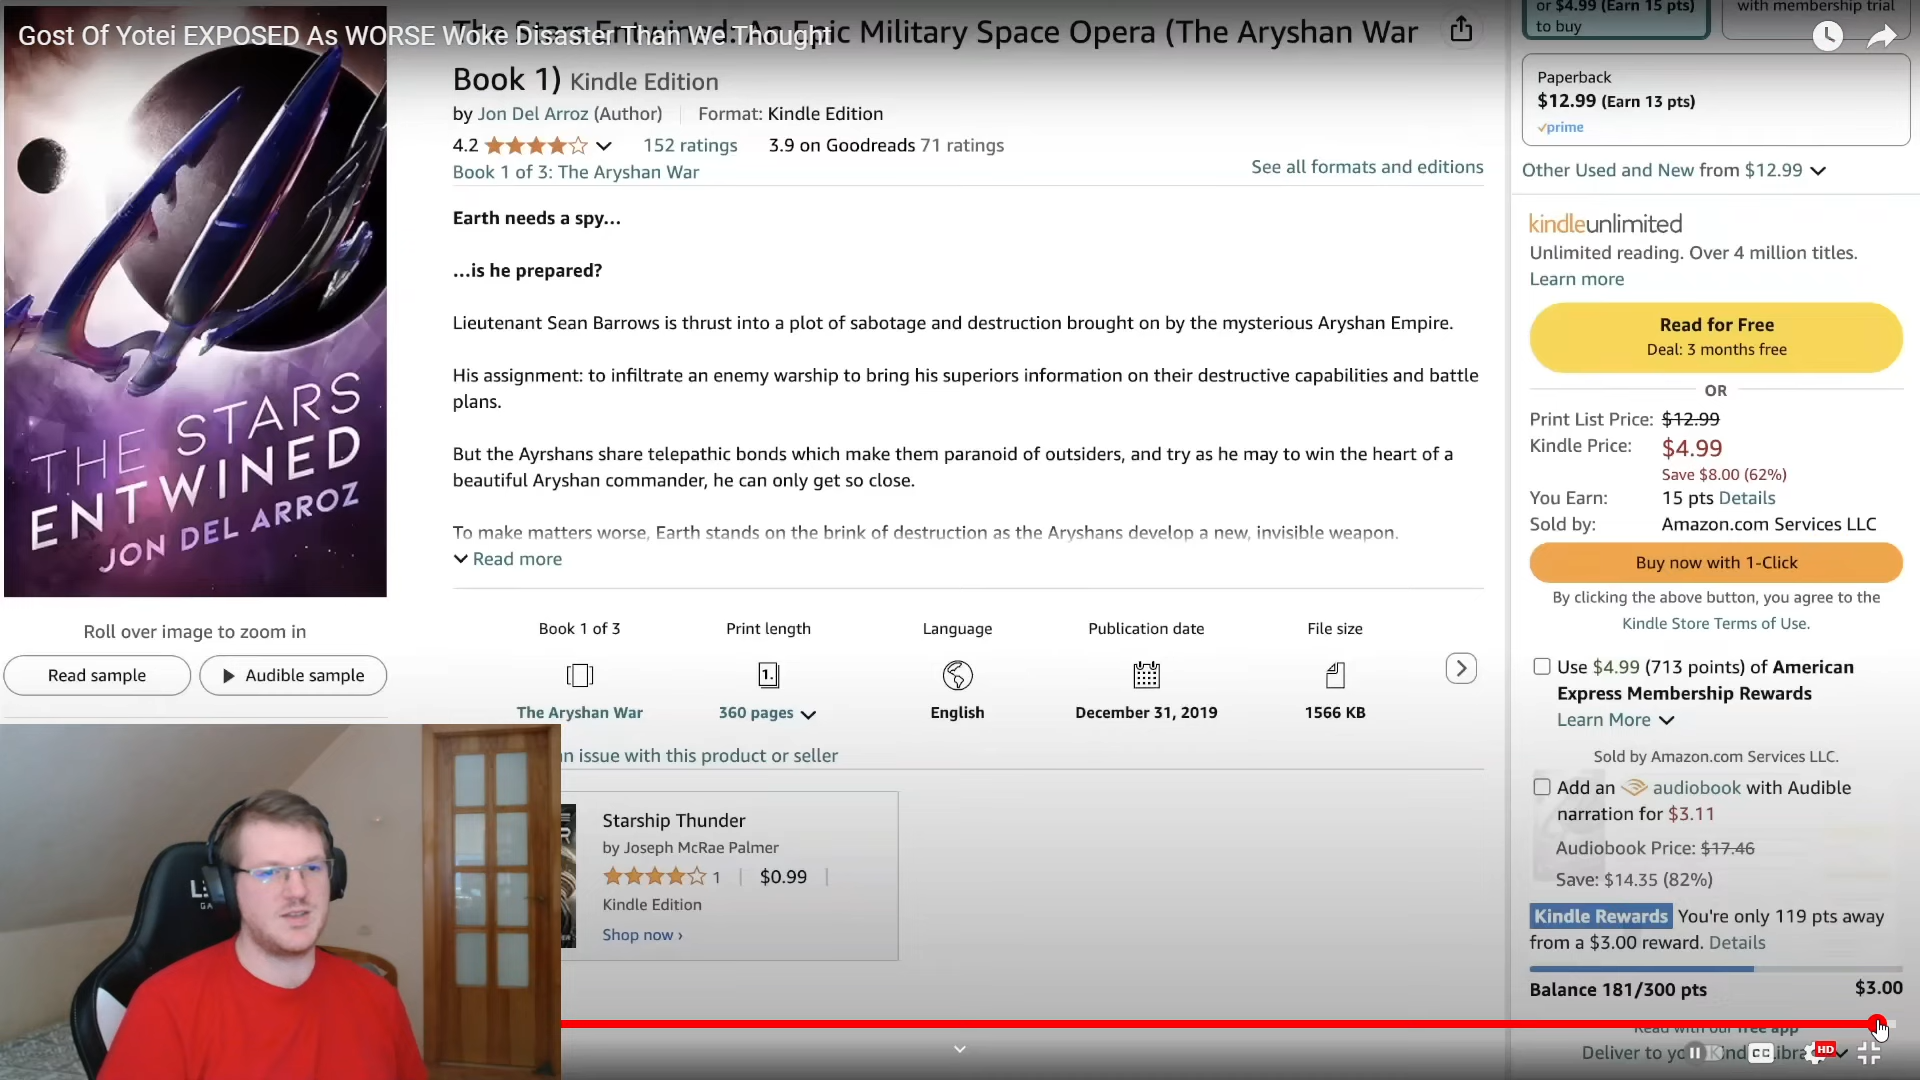 Gost Of Yotei EXPOSED As WORSE Woke Disaster Than We Thought
The Stars Entwined: An Epic Military Space Opera (The Aryshan War
Book 1) Kindle Edition
by Jon Del Arroz (Author) Format: Kindle Edition
4.2 152 ratings 3.9 on Goodreads 71 ratings
Book 1 of 3: The Aryshan War
See all formats and editions
Earth needs a spy...
...is he prepared?
Lieutenant Sean Barrows is thrust into a plot of sabotage and destruction brought on by the mysterious Aryshan Empire.
His assignment: to infiltrate an enemy warship to bring his superiors information on their destructive capabilities and battle
plans.
But the Ayrshans share telepathic bonds which make them paranoid of outsiders, and try as he may to win the heart of a
beautiful Aryshan commander, he can only get so close.
To make matters worse, Earth stands on the brink of destruction as the Aryshans develop a new, invisible weapon.
Read more
Book 1 of 3
The Aryshan War
Print length
1.
360 pages
Language
English
Publication date
December 31, 2019
File size
1566 KB
an issue with this product or seller
Starship Thunder
by Joseph McRae Palmer
1 | $0.99 |
Kindle Edition
Shop now ›
THE STARS
ENTWINED
JON DEL ARROZ
Roll over image to zoom in
Read sample
Audible sample
or $4.99 (Earn 15 pts)
to buy
with membership trial
Paperback
$12.99 (Earn 13 pts)
prime
Other Used and New from $12.99
kindleunlimited
Unlimited reading. Over 4 million titles.
Learn more
Read for Free
Deal: 3 months free
OR
Print List Price: $12.99
Kindle Price: $4.99
Save $8.00 (62%)
You Earn: 15 pts Details
Sold by: Amazon.com Services LLC
Buy now with 1-Click
By clicking the above button, you agree to the
Kindle Store Terms of Use.
Use $4.99 (713 points) of American
Express Membership Rewards
Learn More
Sold by Amazon.com Services LLC.
Add an audiobook with Audible
narration for $3.11
Audiobook Price: $17.46
Save: $14.35 (82%)
Kindle Rewards You're only 119 pts away
from a $3.00 reward. Details
Balance 181/300 pts $3.00
Read with our free app
Deliver to
CC
HD